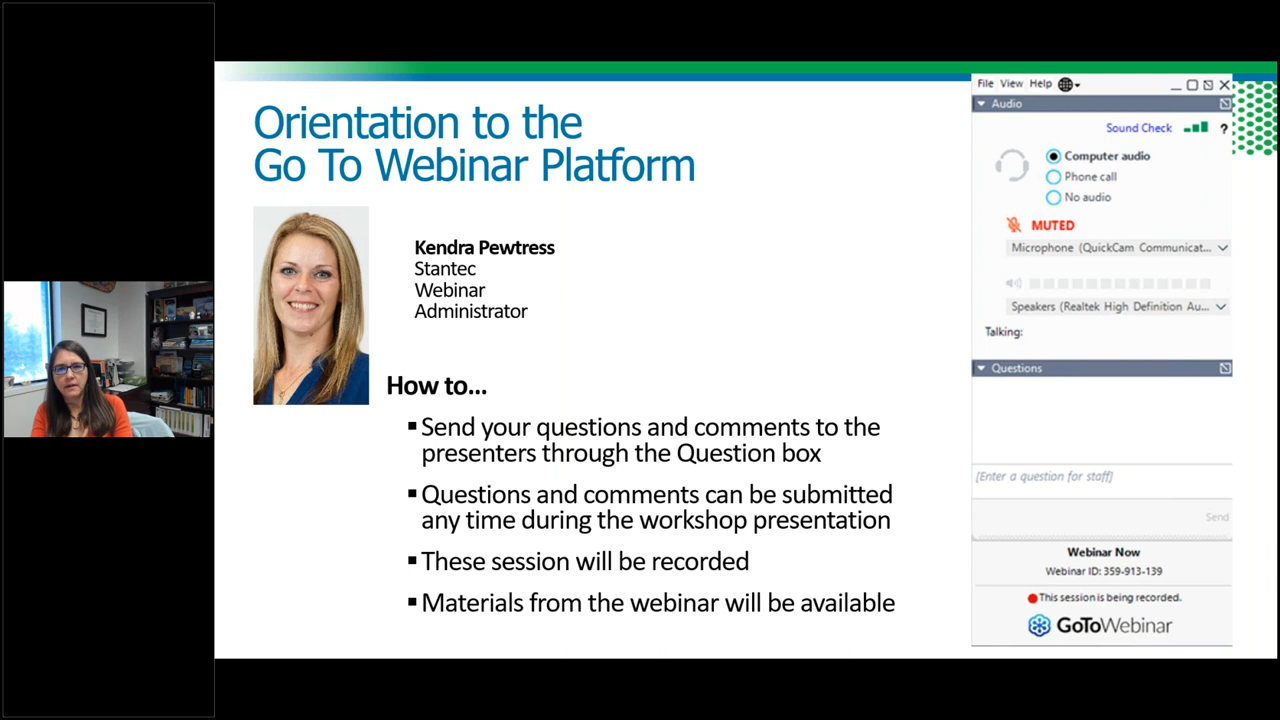 Orientation to the
Go To Webinar Platform
Kendra Pewtress
Stantec
Webinar
Administrator
How to...
Send your questions and comments to the
presenters through the Question box
Questions and comments can be submitted
any time during the workshop presentation
These session will be recorded
Materials from the webinar will be available
File View Help
Audio
Sound Check ?
Computer audio
Phone call
No audio
MUTED
Microphone (QuickCam Communicat...
Speakers (Realtek High Definition Au...
Talking:
Questions
[Enter a question for staff]
Send
Webinar Now
Webinar ID: 359-913-139
This session is being recorded.
GoToWebinar